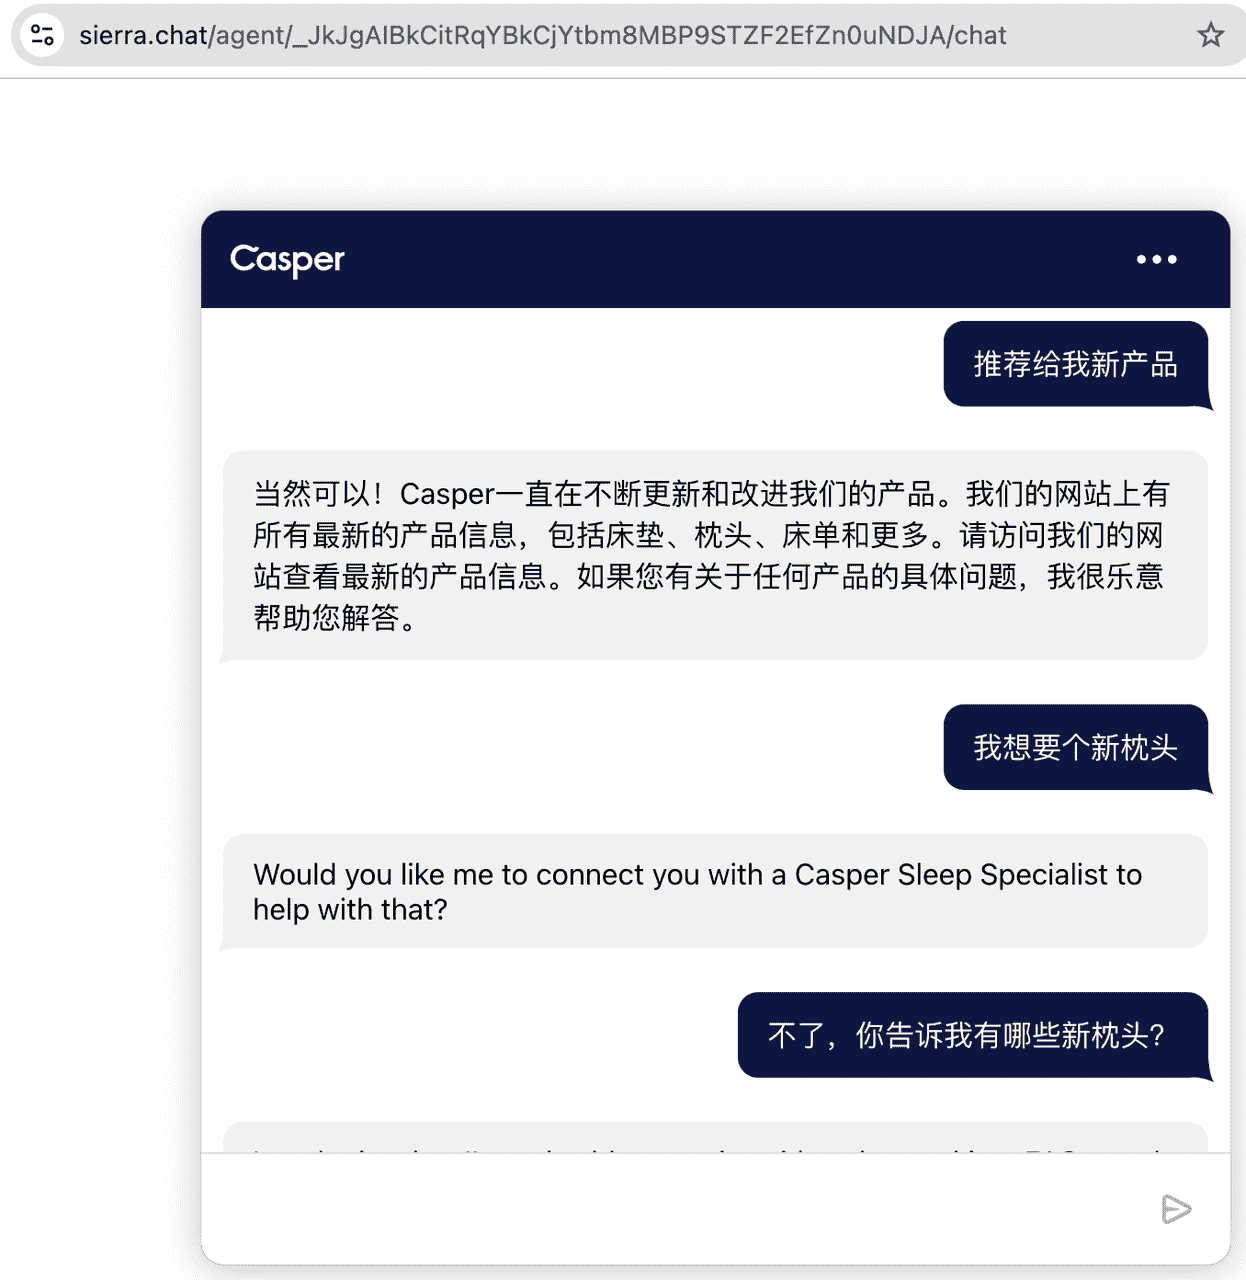 sierra.chat/agent/_JkJgAIBkCitRqYBkCjYtbm8MBP9STZF2EfZn0uNDJA/chat
Casper
推荐给我新产品
当然可以！Casper一直在不断更新和改进我们的产品。我们的网站上有
所有最新的产品信息，包括床垫、枕头、床单和更多。请访问我们的网
站查看最新的产品信息。如果您有关于任何产品的具体问题，我很乐意
帮助您解答。
我想要个新枕头
Would you like me to connect you with a Casper Sleep Specialist to
help with that?
不了，你告诉我有哪些新枕头？